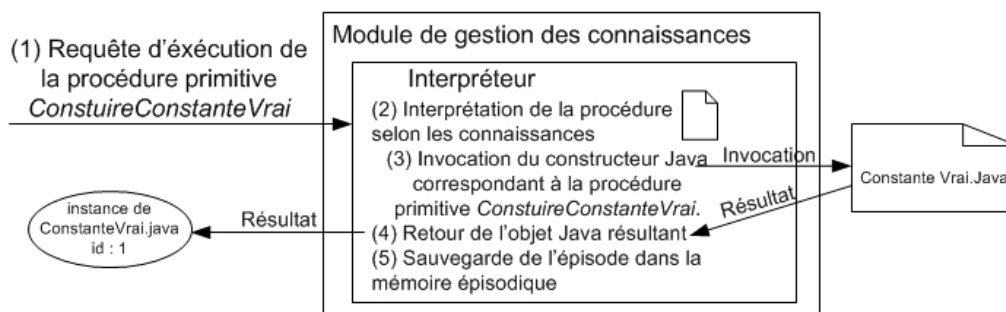 (1) Requête d'éxécution de
la procédure primitive
ConstuireConstanteVrai
Module de gestion des connaissances
Interpréteur
(2) Interprétation de la procédure
selon les connaissances
(3) Invocation du constructeur Java
correspondant à la procédure
primitive ConstuireConstanteVrai.
(4) Retour de l'objet Java résultant
(5) Sauvegarde de l'épisode dans la
mémoire épisodique
Invocation
Résultat
Constante Vrai.Java
Résultat
instance de
ConstanteVrai.java
id : 1